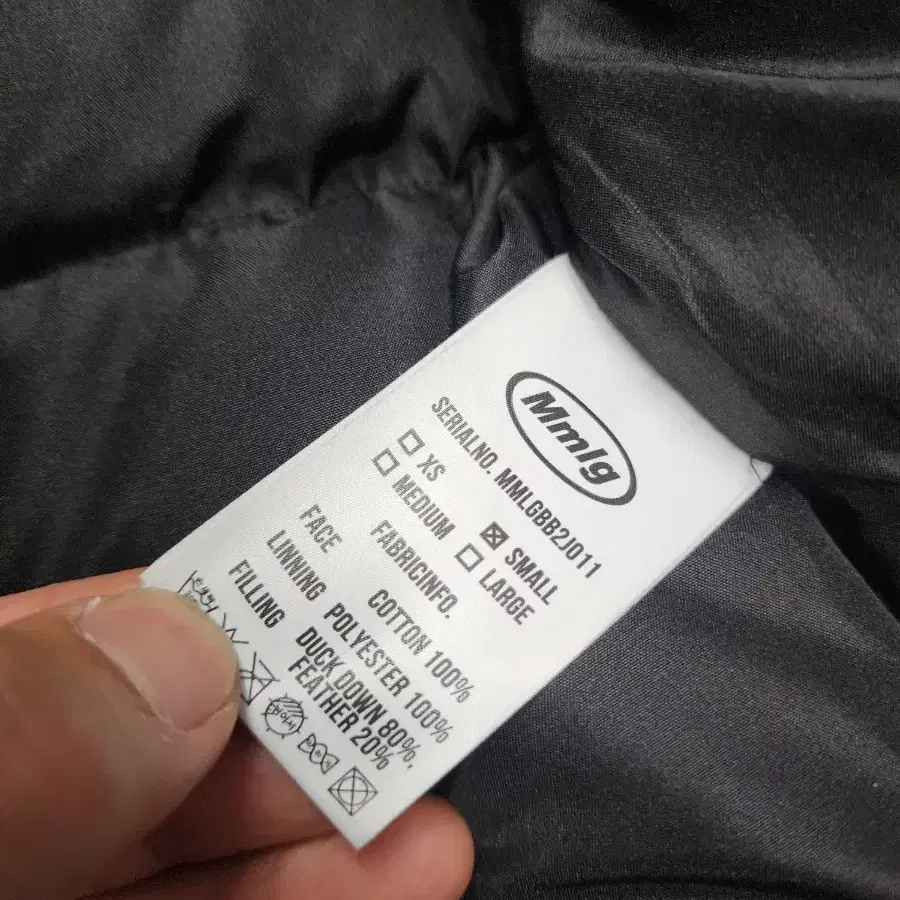 Mmlg
SERIALNO. MMLGBB2J011
☐ XS ☒ SMALL
☐ MEDIUM ☐ LARGE
FABRICINFO.
FACE COTTON 100%
LINNING POLYESTER 100%
FILLING DUCK DOWN 80%,
FEATHER 20%